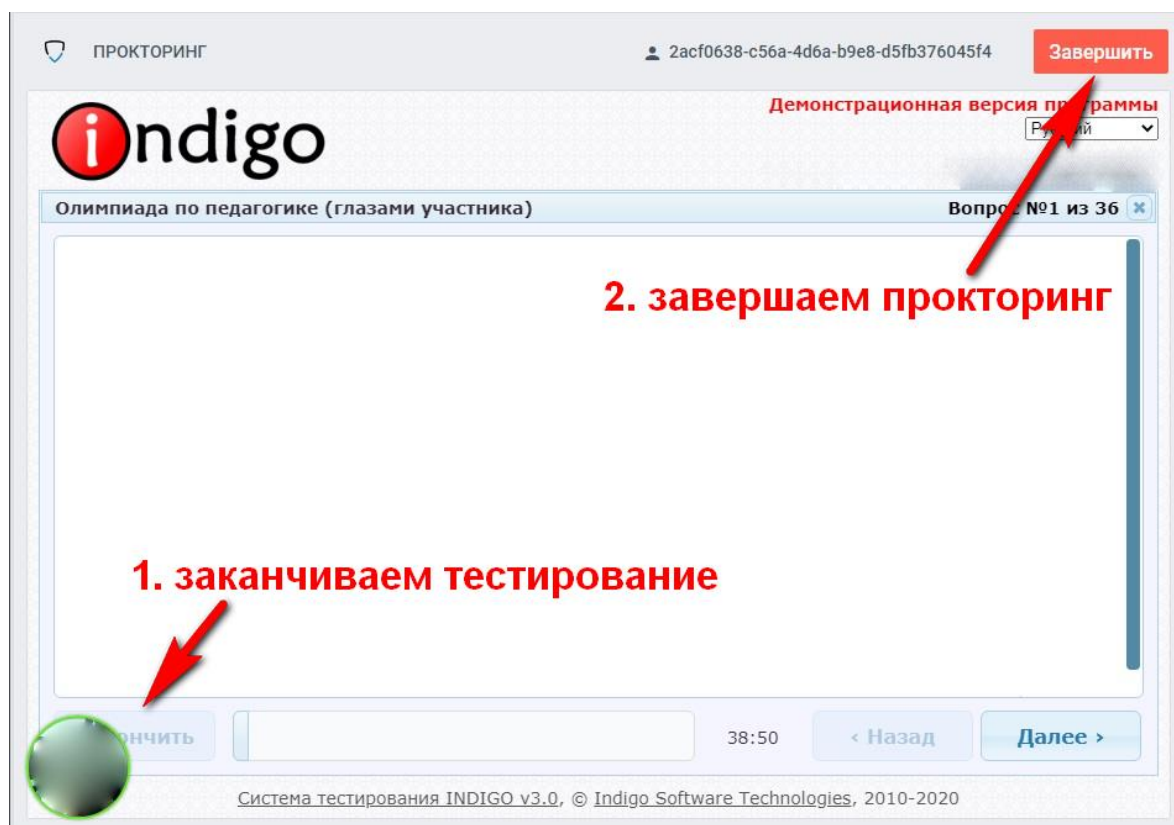 ПРОКТОРИНГ 2acf0638-c56a-4d6a-b9e8-d5fb376045f4 Завершить
indigo
Демонстрационная версия программы
Олимпиада по педагогике (глазами участника) Вопрос №1 из 36
2. завершаем прокторинг
1. заканчиваем тестирование
38:50 ‹ Назад Далее ›
Система тестирования INDIGO v3.0, © Indigo Software Technologies, 2010-2020